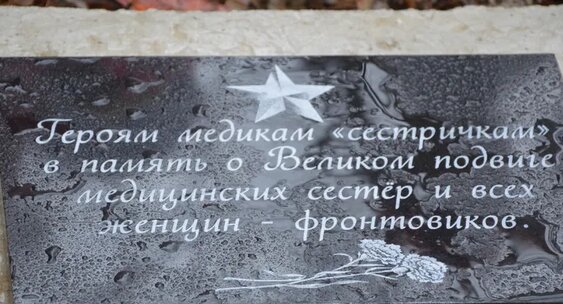 Героям медикам «сестричкам»
в память о Великом подвиге
медицинских сестёр и всех
женщин - фронтовиков.